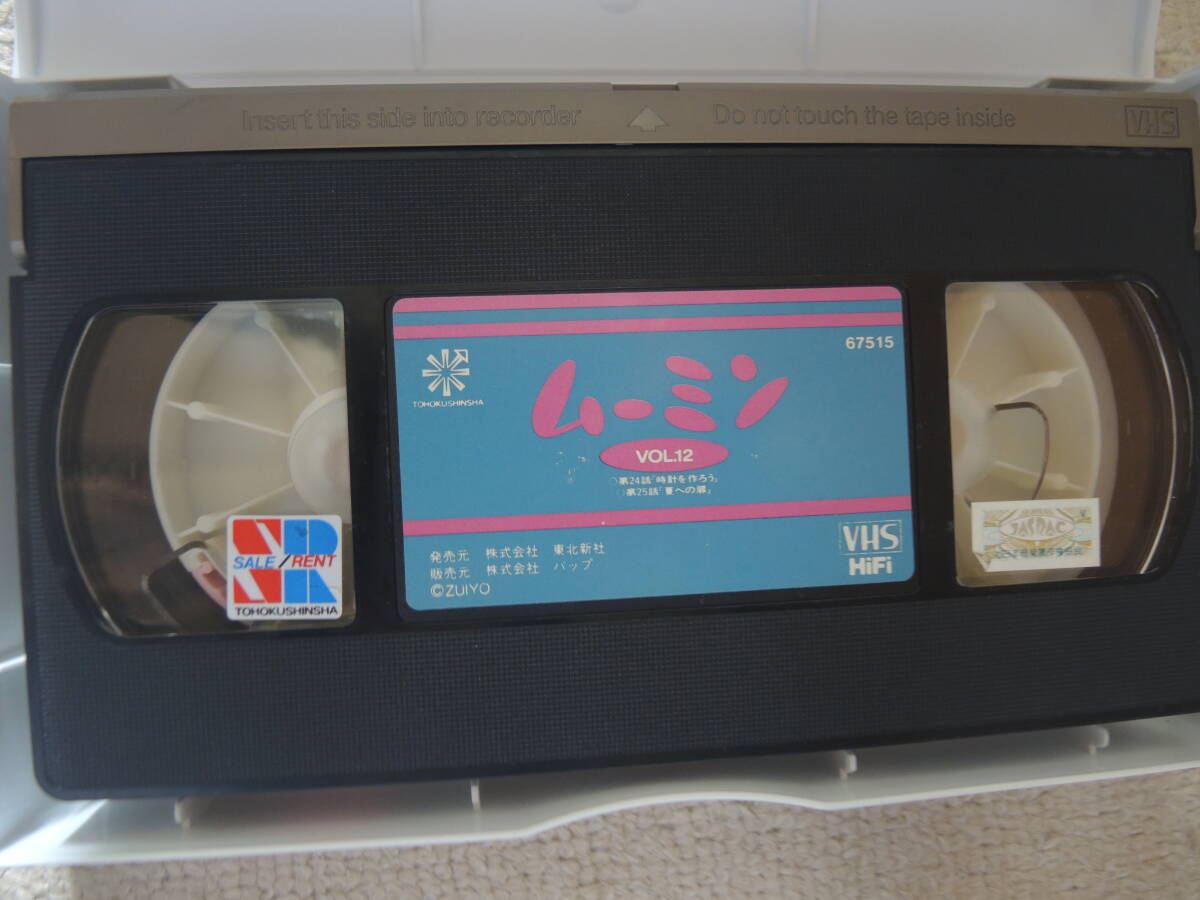 Insert this side into recorder
Do not touch the tape inside
VHS
TOHOKUSHINSHA
67515
ムーミン
VOL.12
○第24話「時計を作ろう」
○第25話「夏への扉」
発売元 株式会社 東北新社
販売元 株式会社 バップ
©ZUIYO
VHS
HiFi
SALE/RENT
TOHOKUSHINSHA
JASRAC